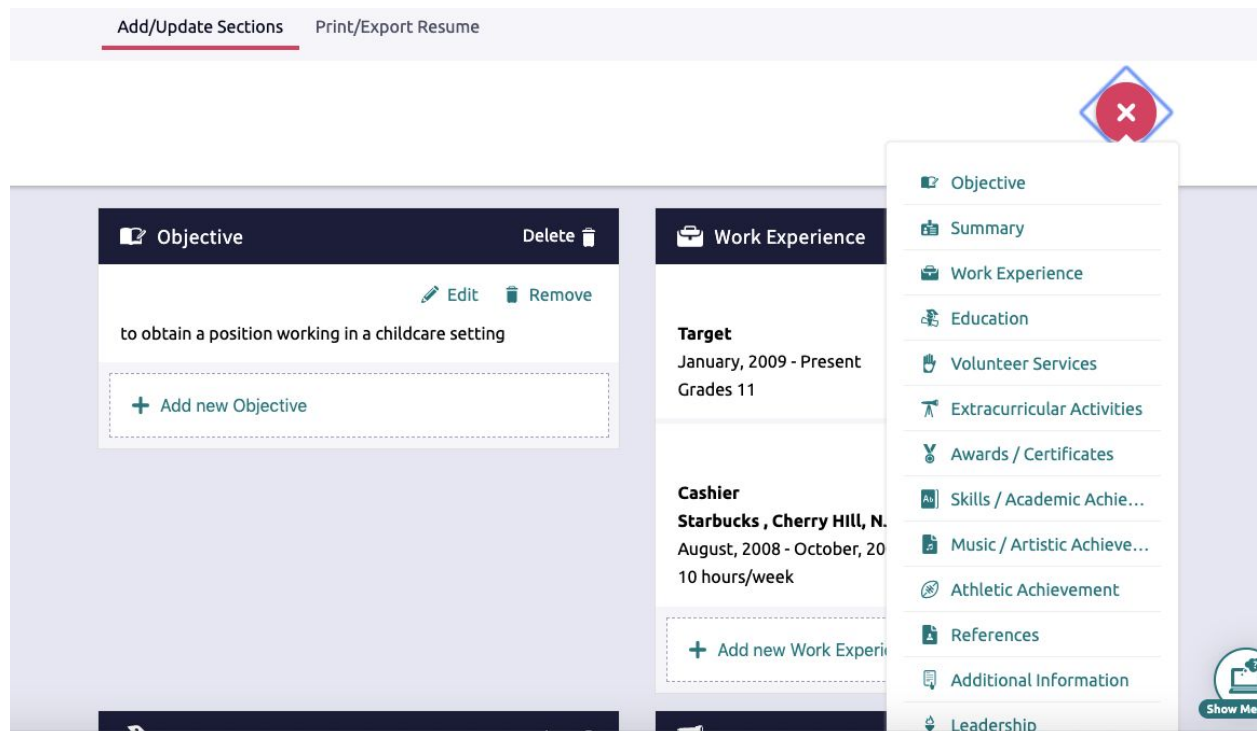 Add/Update Sections
Print/Export Resume
Objective
Delete
Edit
Remove
to obtain a position working in a childcare setting
Add new Objective
Work Experience
Target
January, 2009 - Present
Grades 11
Cashier
Starbucks , Cherry HIll, N.
August, 2008 - October, 20
10 hours/week
Add new Work Experi
Objective
Summary
Work Experience
Education
Volunteer Services
Extracurricular Activities
Awards / Certificates
Skills / Academic Achie...
Music / Artistic Achieve...
Athletic Achievement
References
Additional Information
Leadership
Show Me